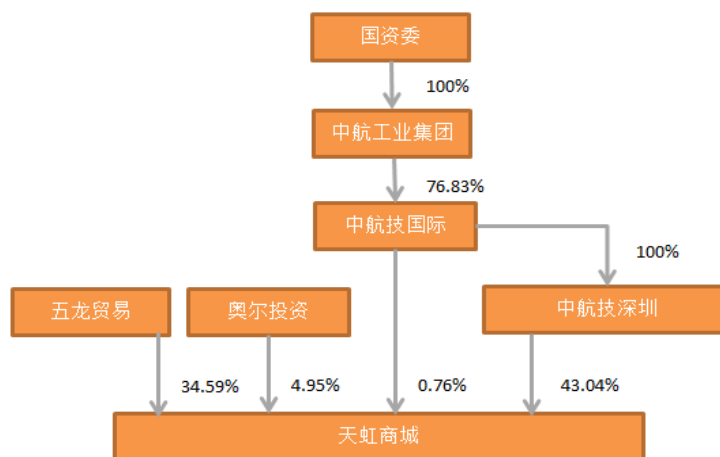 国资委
100%
中航工业集团
76.83%
中航技国际
100%
五龙贸易
奥尔投资
中航技深圳
34.59%
4.95%
0.76%
43.04%
天虹商城